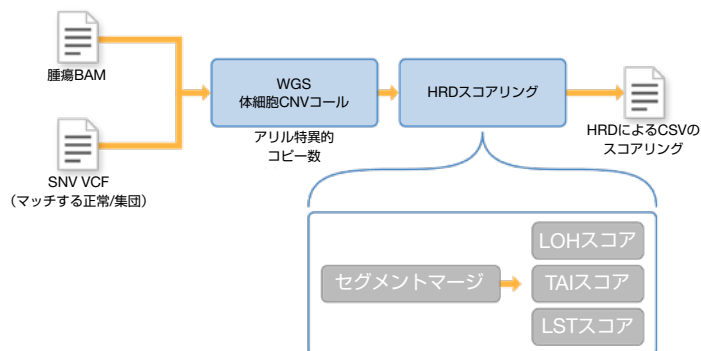 腫瘍BAM
SNV VCF
（マッチする正常/集団）
WGS
体細胞CNVコール
アリル特異的
コピー数
HRDスコアリング
HRDによるCSVの
スコアリング
セグメントマージ
LOHスコア
TAIスコア
LSTスコア